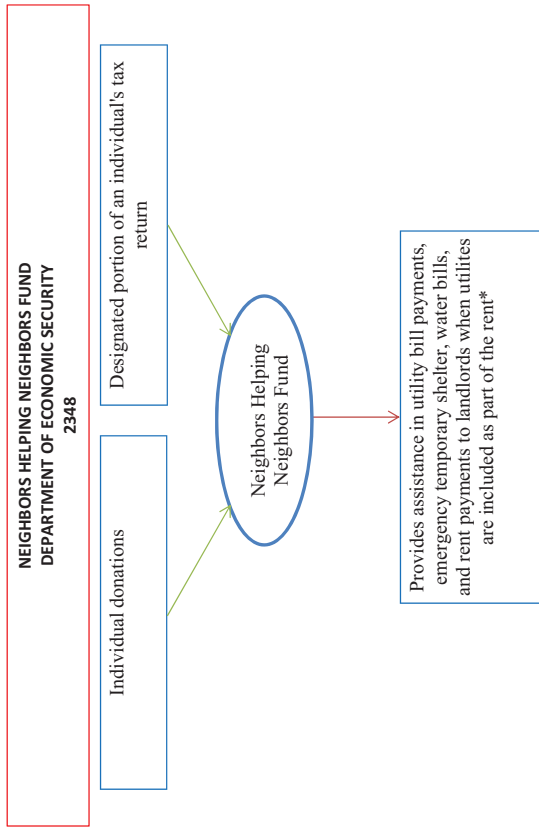 NEIGHBORS HELPING NEIGHBORS FUND
DEPARTMENT OF ECONOMIC SECURITY
2348
Individual donations
Designated portion of an individual's tax
return
Neighbors Helping
Neighbors Fund
Provides assistance in utility bill payments,
emergency temporary shelter, water bills,
and rent payments to landlords when utilites
are included as part of the rent*